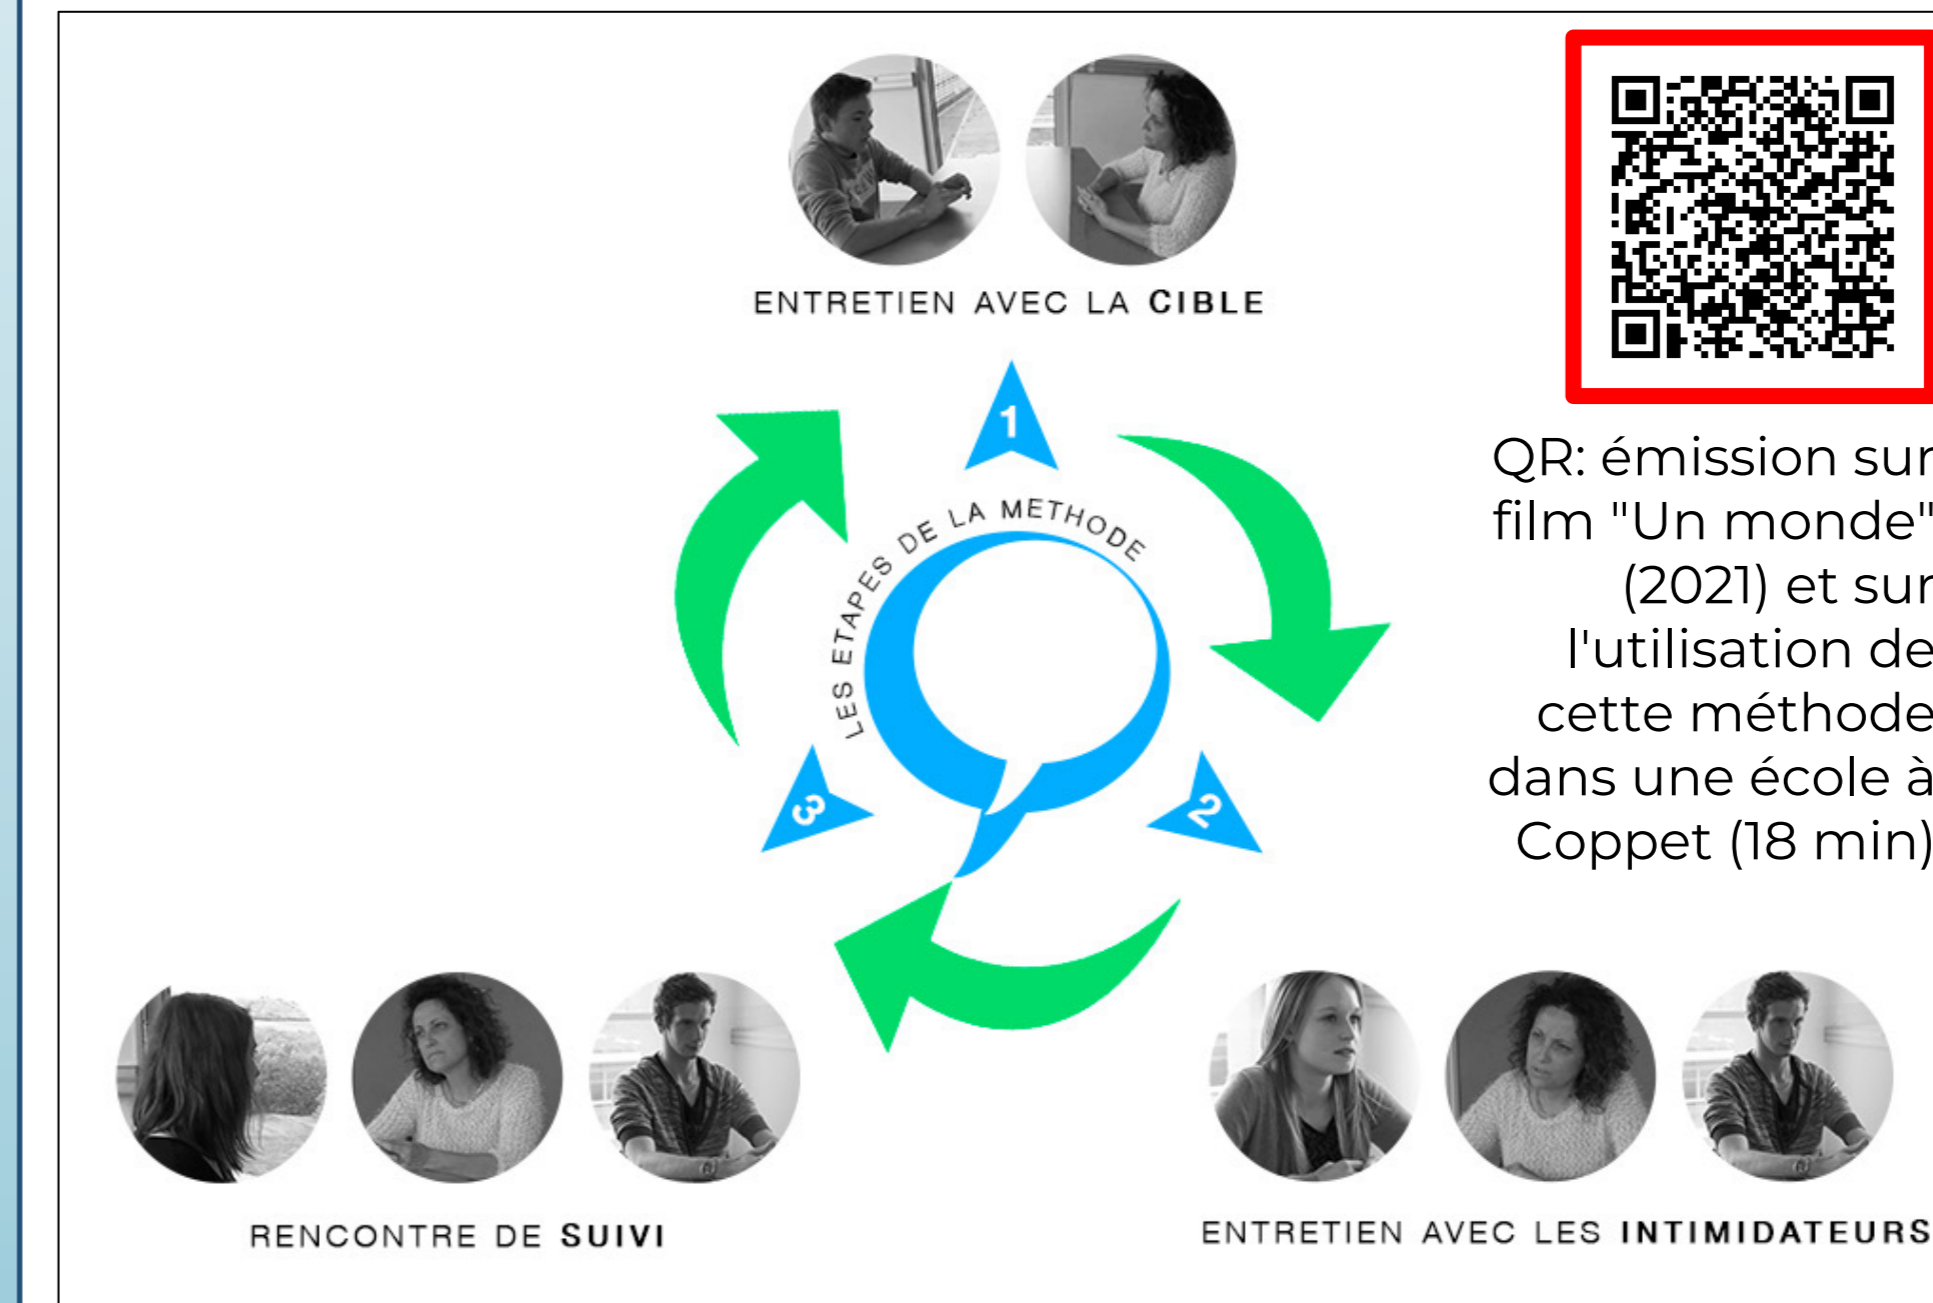 ENTRETIEN AVEC LA CIBLE
1
LES ETAPES DE LA METHODE
QR: émission sur
film "Un monde"
(2021) et sur
l'utilisation de
cette méthode
dans une école à
Coppet (18 min)
3
2
RENCONTRE DE SUIVI
ENTRETIEN AVEC LES INTIMIDATEURS